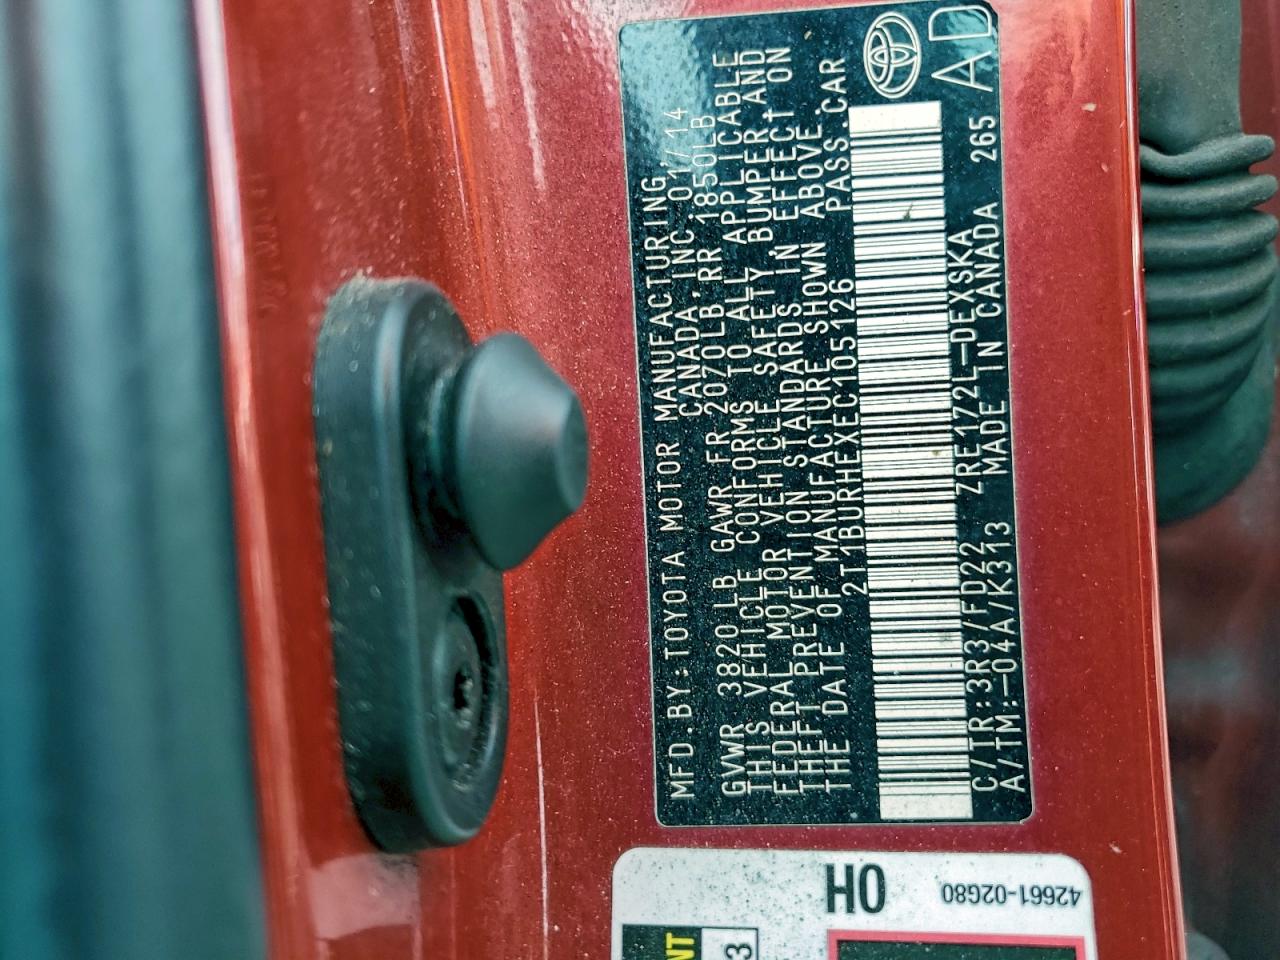 MFD.BY:TOYOTA MOTOR MANUFACTURING,
CANADA, INC. 01/14
GVWR 3820 LB GAWR FR 2070LB, RR 1850LB
THIS VEHICLE CONFORMS TO ALL APPLICABLE
FEDERAL MOTOR VEHICLE SAFETY BUMPER, AND
THEFT PREVENTION STANDARDS IN EFFECT ON
THE DATE OF MANUFACTURE SHOWN ABOVE.
2T1BURHEXEC105126 PASS.CAR
C/TR:3R3/FD22 ZRE172L-DEXSKA
A/TM:-04A/K313 MADE IN CANADA 265
AD
OH
42661-02G80
NT
3